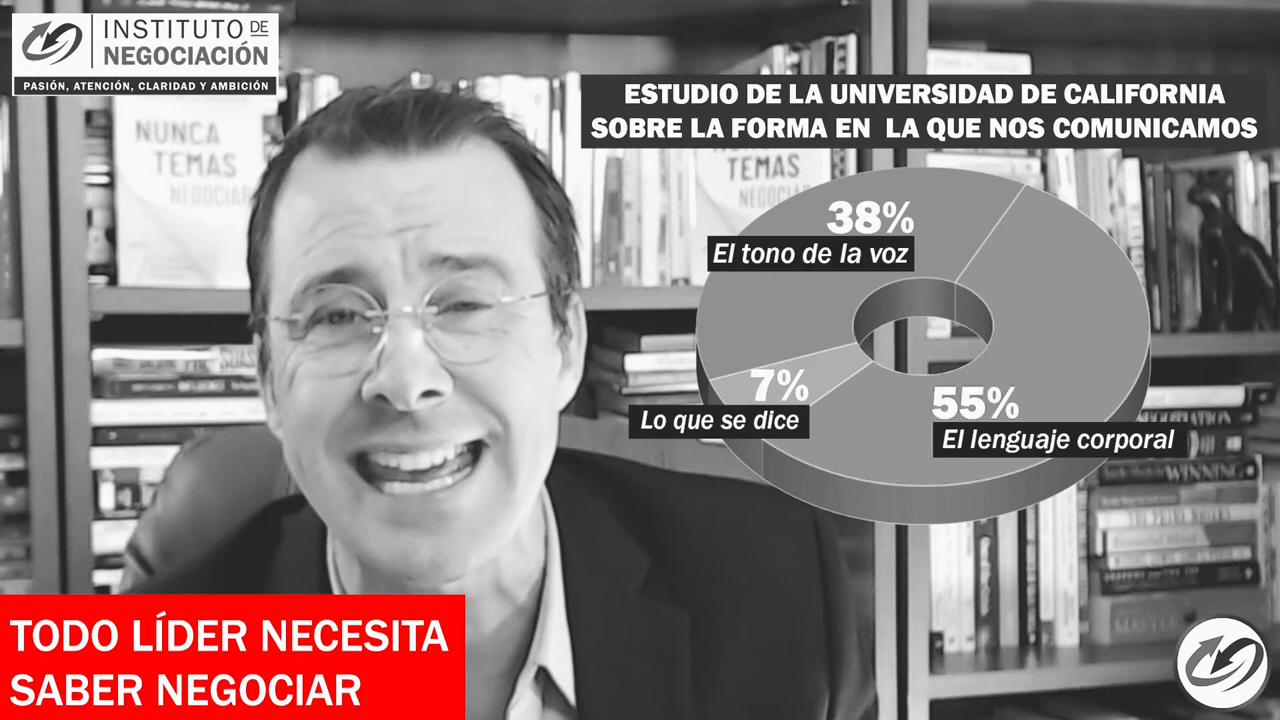 INSTITUTO DE
NEGOCIACIÓN
PASIÓN, ATENCIÓN, CLARIDAD Y AMBICIÓN
ESTUDIO DE LA UNIVERSIDAD DE CALIFORNIA
SOBRE LA FORMA EN LA QUE NOS COMUNICAMOS
NUNCA
TEMAS
NEGOCIAR
TEMAS
NEGOCIAR
38%
El tono de la voz
7%
Lo que se dice
55%
El lenguaje corporal
NEGOTIATION
WINNING
TODO LÍDER NECESITA
SABER NEGOCIAR